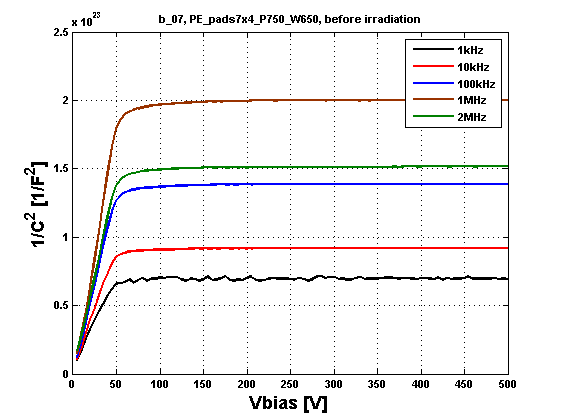 b_07, PE_pads7x4_P750_W650, before irradiation
x 10^23
2.5
2
1.5
1
0.5
0
1/C^2 [1/F^2]
1kHz
10kHz
100kHz
1MHz
2MHz
0 50 100 150 200 250 300 350 400 450 500
Vbias [V]